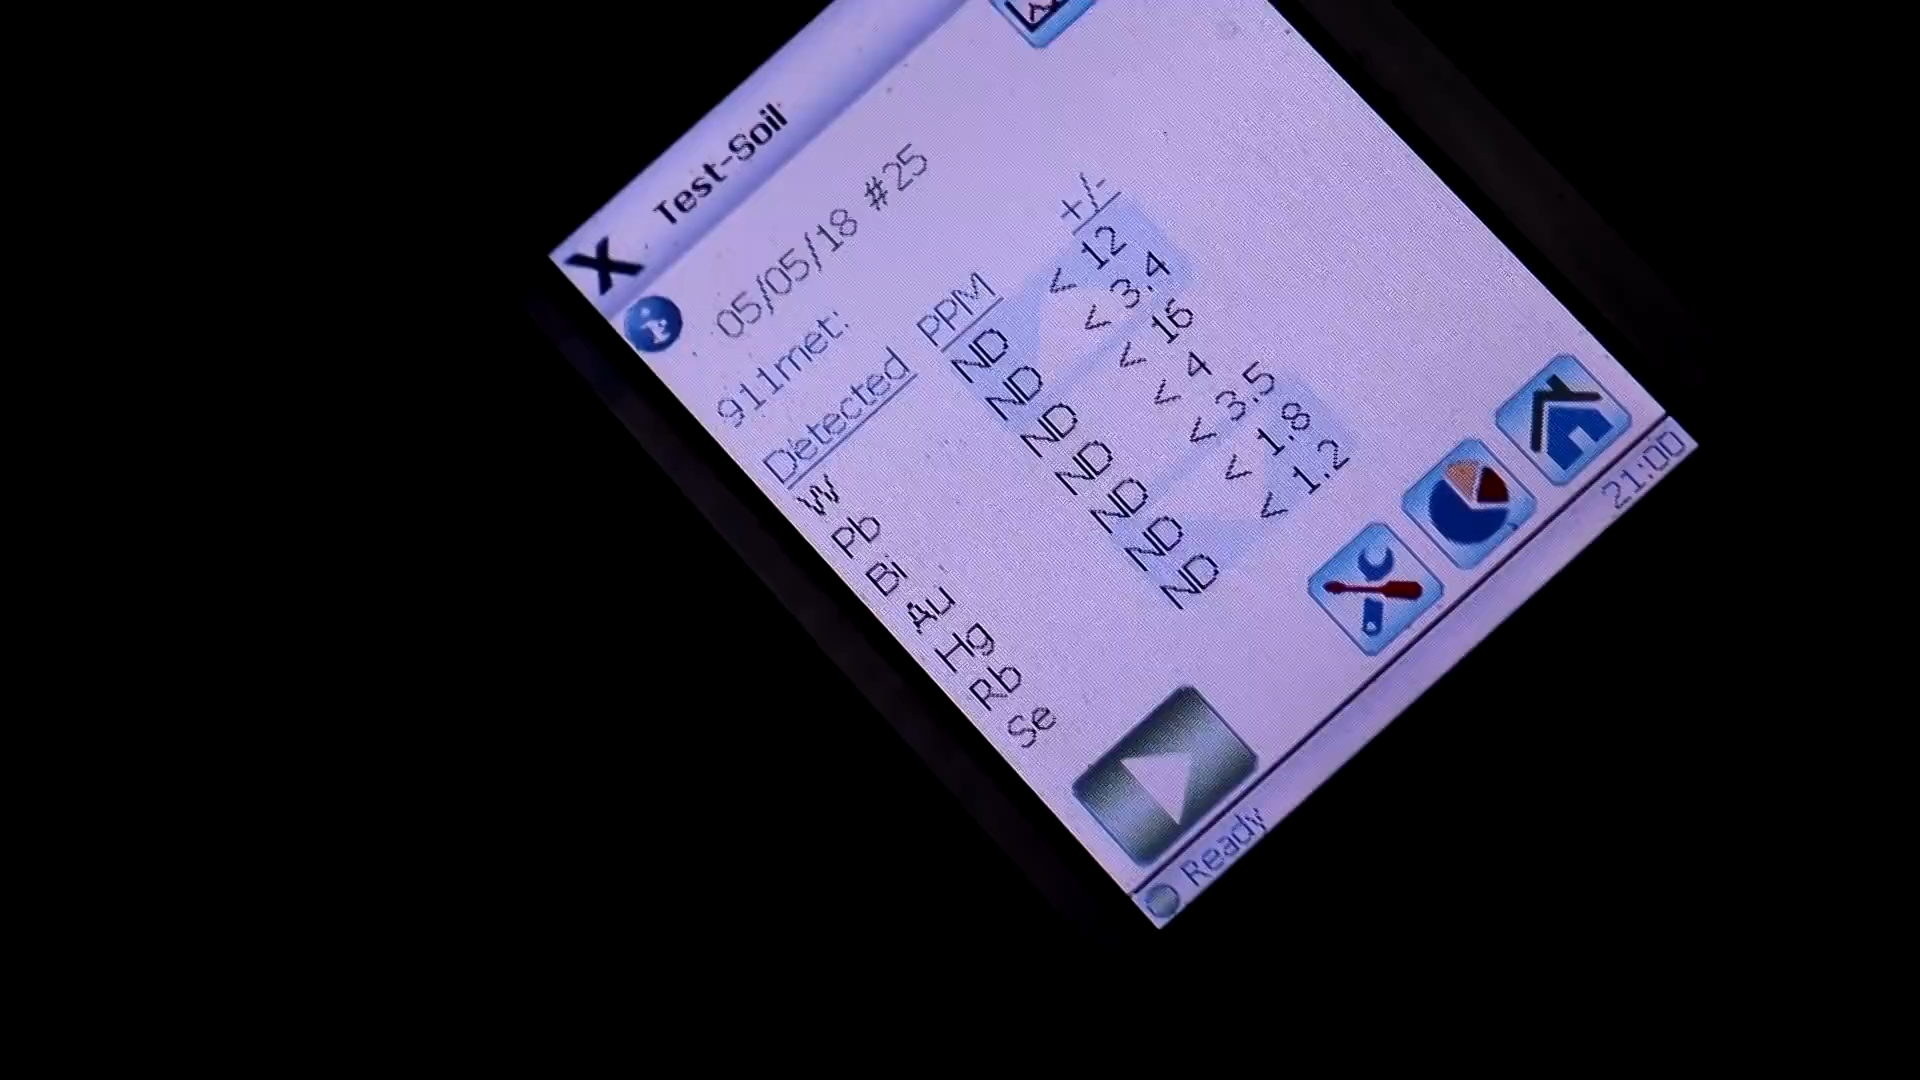 Test-Soil
05/05/18 #25
911met:
Detected PPM +/-
W ND < 12
Pb ND < 3.4
Bi ND < 16
Au ND < 4
Hg ND < 3.5
Rb ND < 1.8
Se ND < 1.2
Ready 21:00